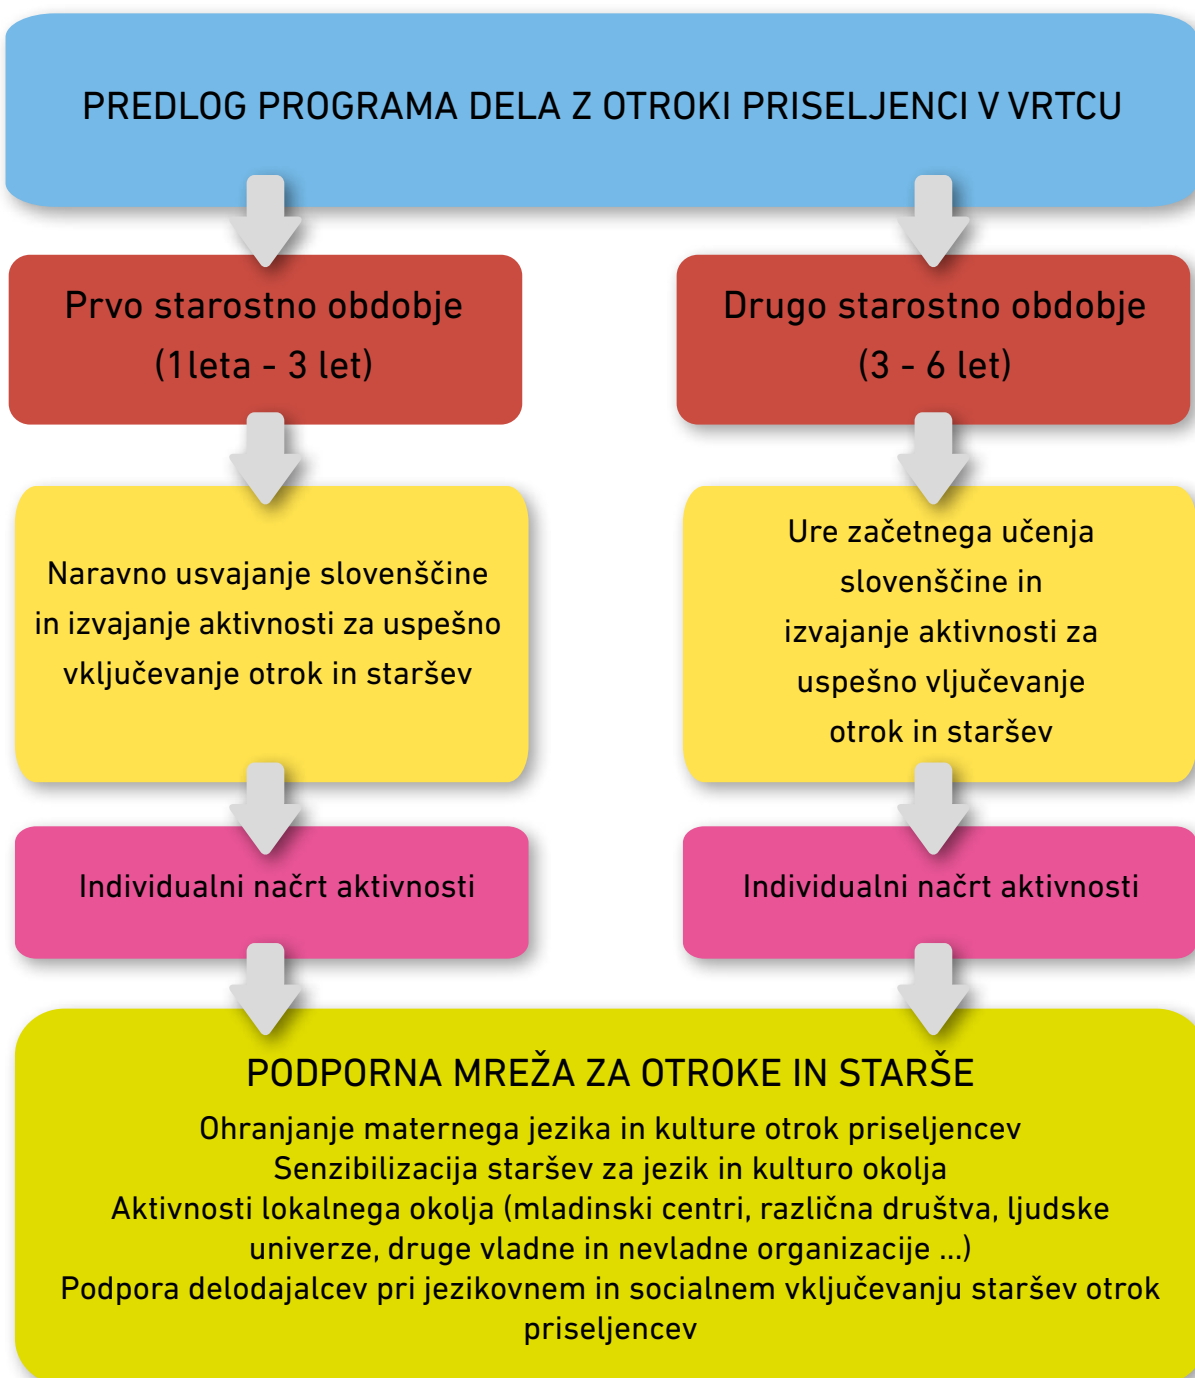 PREDLOG PROGRAMA DELA Z OTROKI PRISELJENCI V VRTCU
Prvo starostno obdobje
(1leta - 3 let)
Drugo starostno obdobje
(3 - 6 let)
Naravno usvajanje slovenščine
in izvajanje aktivnosti za uspešno
vključevanje otrok in staršev
Ure začetnega učenja
slovenščine in
izvajanje aktivnosti za
uspešno vljučevanje
otrok in staršev
Individualni načrt aktivnosti
Individualni načrt aktivnosti
PODPORNA MREŽA ZA OTROKE IN STARŠE
Ohranjanje maternega jezika in kulture otrok priseljencev
Senzibilizacija staršev za jezik in kulturo okolja
Aktivnosti lokalnega okolja (mladinski centri, različna društva, ljudske
univerze, druge vladne in nevladne organizacije ...)
Podpora delodajalcev pri jezikovnem in socialnem vključevanju staršev otrok
priseljencev